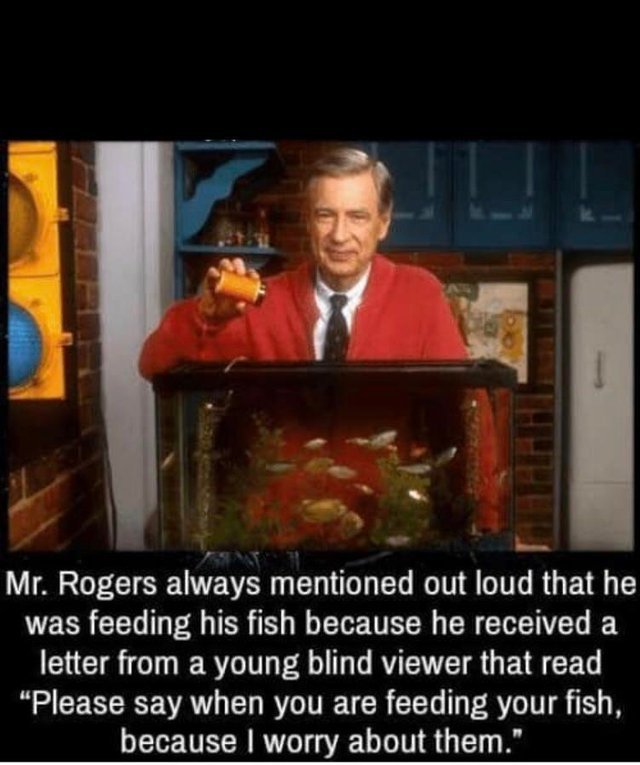 Mr. Rogers always mentioned out loud that he
was feeding his fish because he received a
letter from a young blind viewer that read
“Please say when you are feeding your fish,
because I worry about them.”